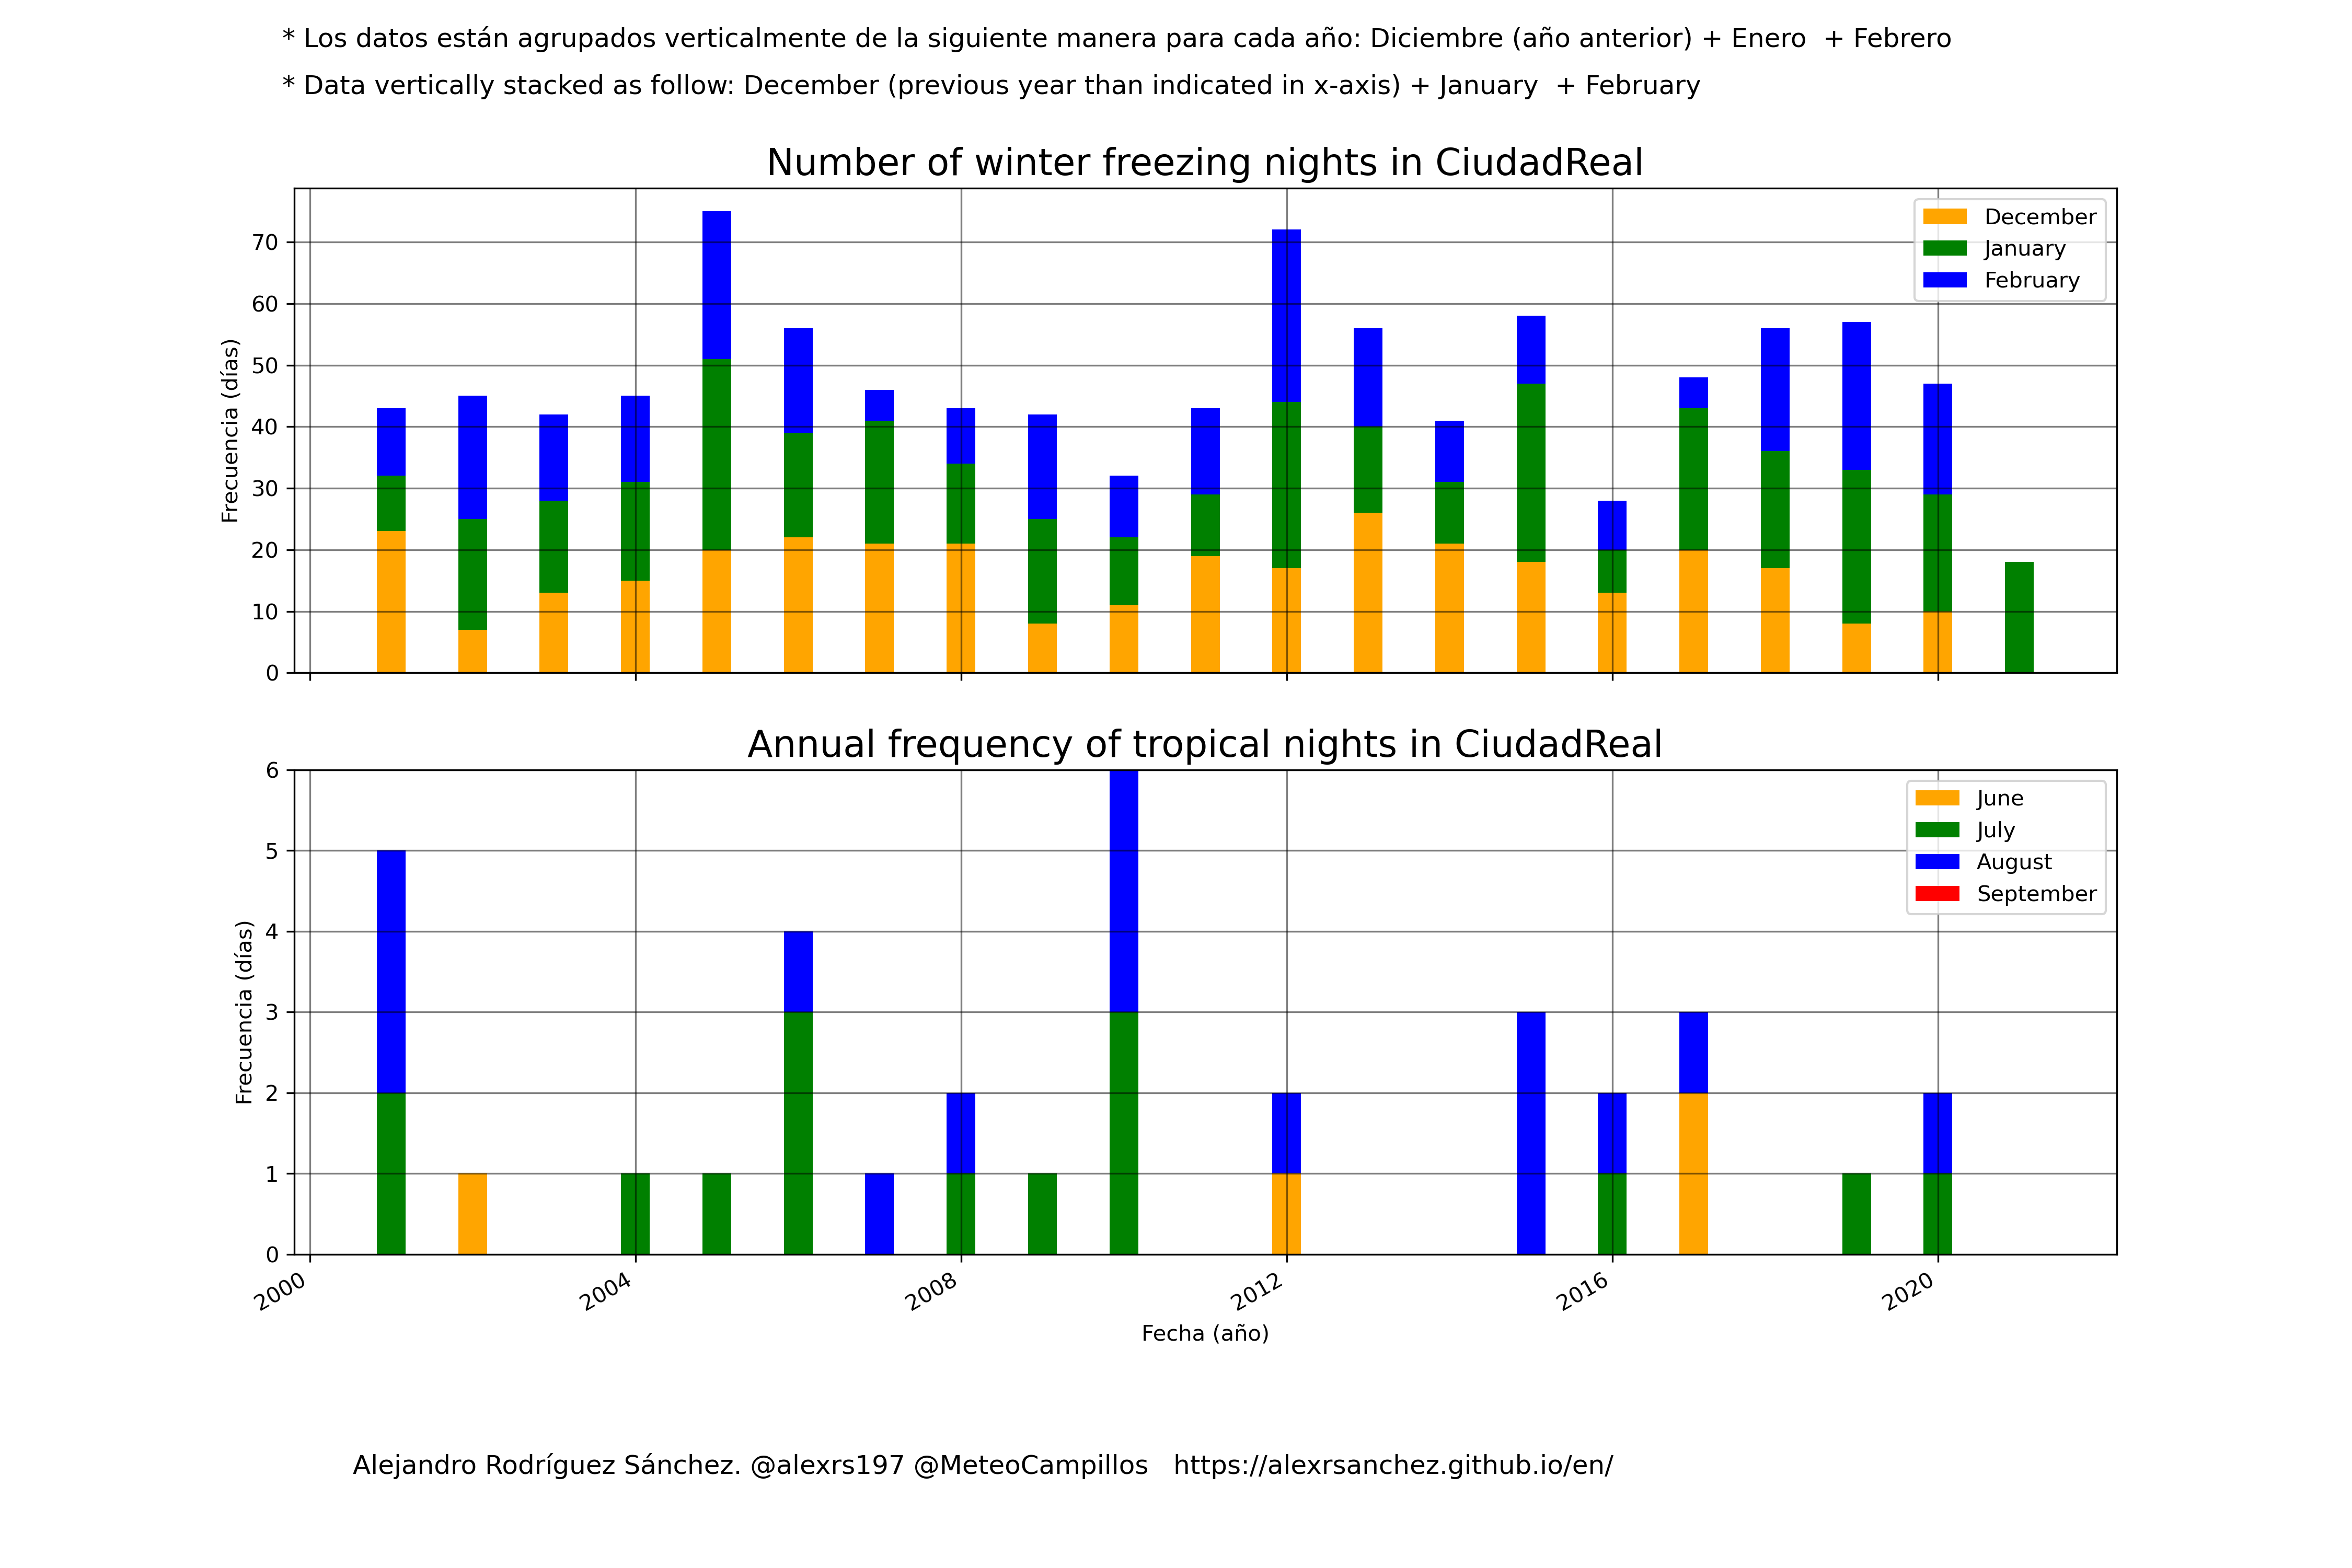 * Los datos están agrupados verticalmente de la siguiente manera para cada año: Diciembre (año anterior) + Enero  + Febrero
* Data vertically stacked as follow: December (previous year than indicated in x-axis) + January  + February
Number of winter freezing nights in CiudadReal
Frecuencia (días)
70
60
50
40
30
20
10
0
December
January
February
Annual frequency of tropical nights in CiudadReal
Frecuencia (días)
6
5
4
3
2
1
0
June
July
August
September
2000
2004
2008
2012
2016
2020
Fecha (año)
Alejandro Rodríguez Sánchez. @alexrs197 @MeteoCampillos   https://alexrsanchez.github.io/en/